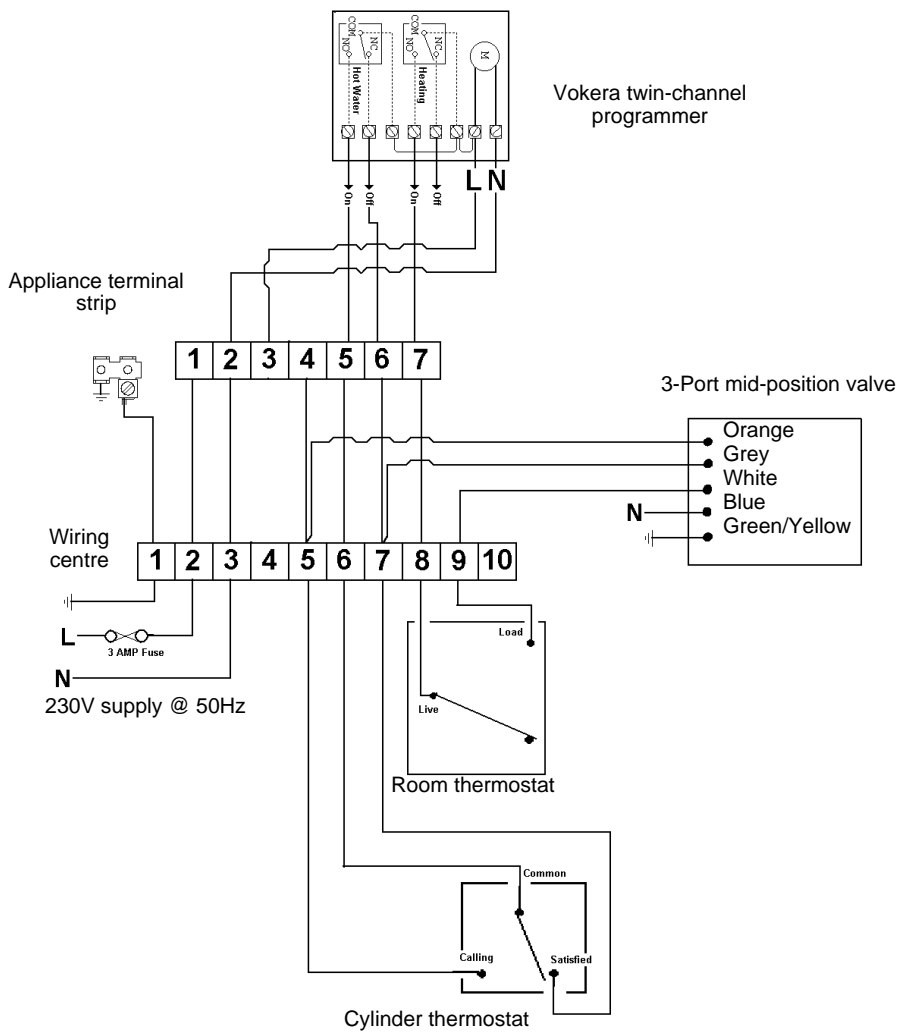 COM
NO
NC
Hot Water
COM
NO
NC
Heating
M
Vokera twin-channel
programmer
On
Off
On
Off
L N
Appliance terminal
strip
1 2 3 4 5 6 7
3-Port mid-position valve
Orange
Grey
White
Blue
Green/Yellow
N
Wiring
centre
1 2 3 4 5 6 7 8 9 10
L
3 AMP Fuse
N
230V supply @ 50Hz
Load
Live
Room thermostat
Common
Calling
Satisfied
Cylinder thermostat